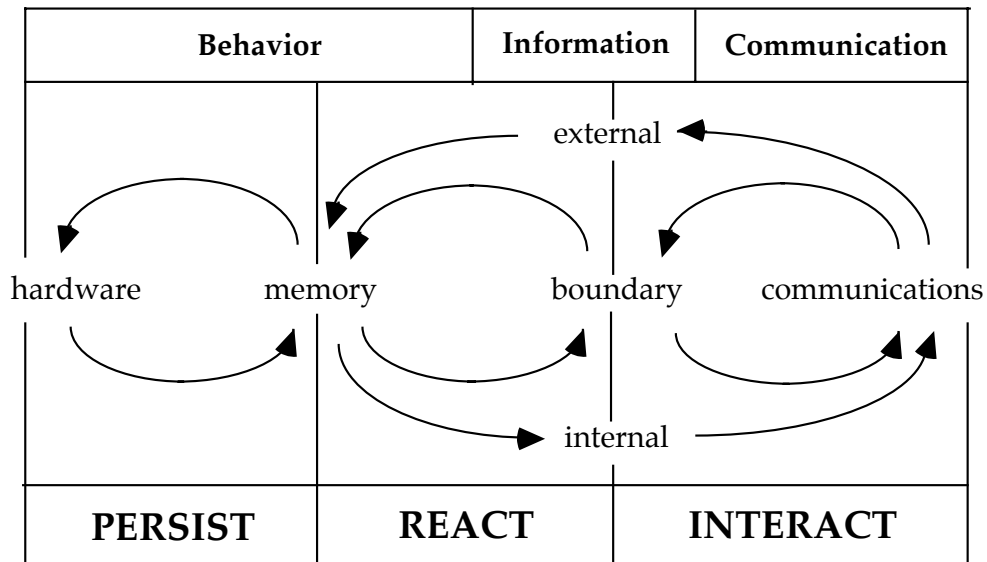 Behavior Information Communication
external
hardware memory boundary communications
internal
PERSIST REACT INTERACT